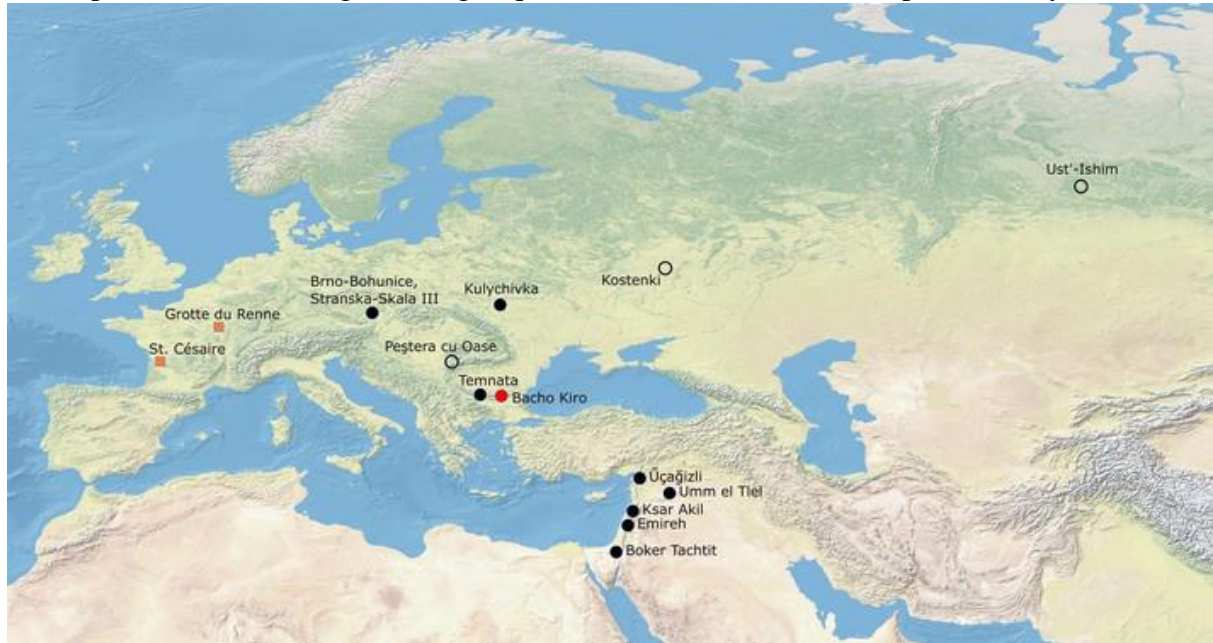 Ust'-Ishim
Kostenki
Brno-Bohunice,
Stranska-Skala III
Kulychivka
Grotte du Renne
St. Césaire
Peştera cu Oase
Temnata
Bacho Kiro
Űçağizli
Umm el Tlel
Ksar Akil
Emireh
Boker Tachtit